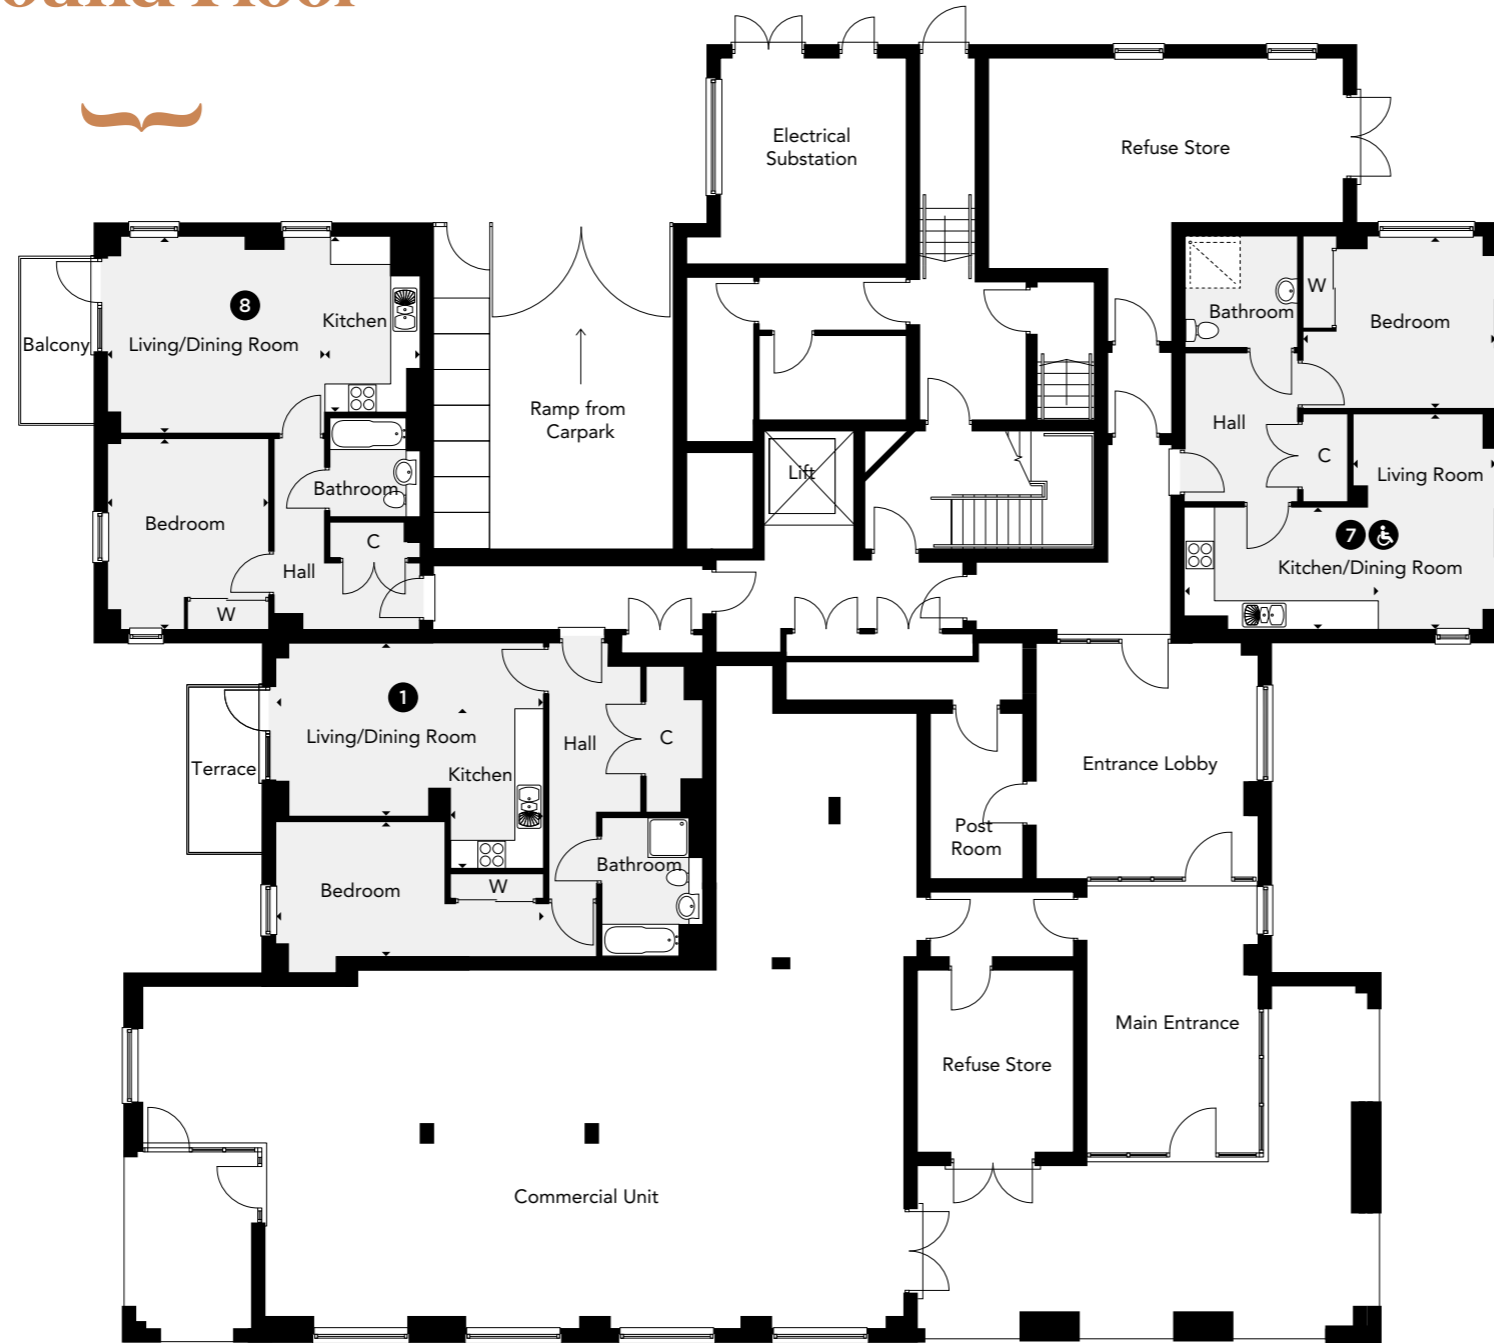 ound Floor
Electrical
Substation
Refuse Store
8
Kitchen
Balcony
Living/Dining Room
Bathroom
W
Bedroom
Ramp from
Carpark
Hall
C
Living Room
Lift
Bathroom
Bedroom
C
Hall
W
7
Kitchen/Dining Room
1
Living/Dining Room
Hall
C
Terrace
Kitchen
Entrance Lobby
Post
Room
Bathroom
Bedroom
W
Main Entrance
Refuse Store
Commercial Unit